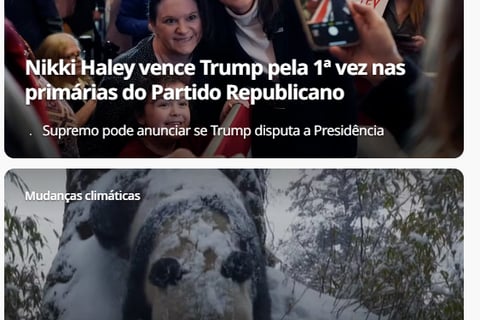 Nikki Haley vence Trump pela 1ª vez nas
primárias do Partido Republicano
. Supremo pode anunciar se Trump disputa a Presidência
Mudanças climáticas